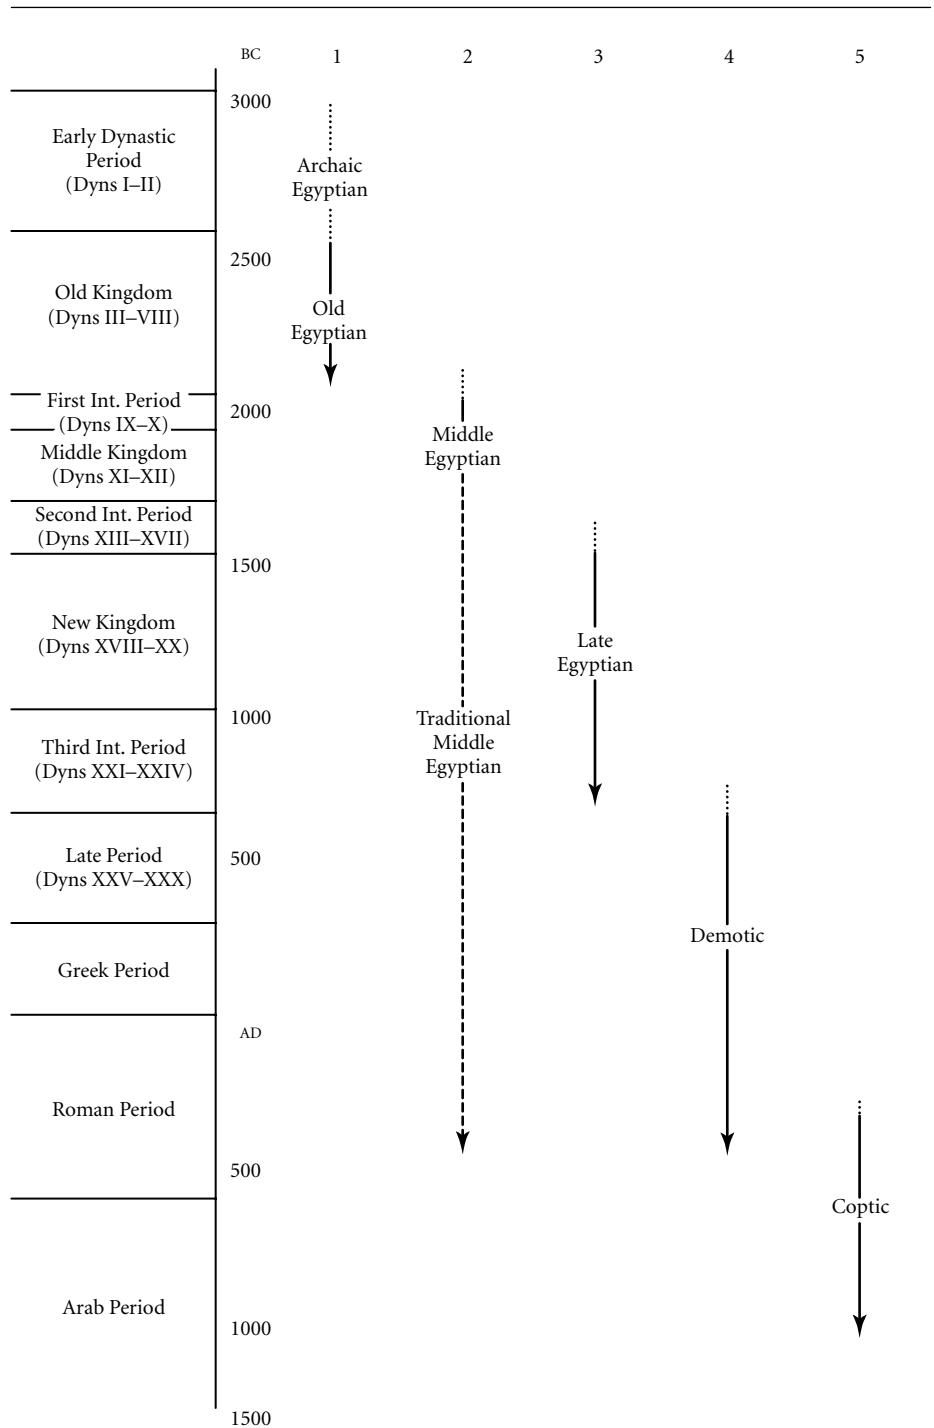 BC 1 2 3 4 5
3000
Early Dynastic
Period
(Dyns I–II)
Archaic
Egyptian
2500
Old Kingdom
(Dyns III–VIII)
Old
Egyptian
First Int. Period
(Dyns IX–X)
2000
Middle
Egyptian
Middle Kingdom
(Dyns XI–XII)
Second Int. Period
(Dyns XIII–XVII)
1500
New Kingdom
(Dyns XVIII–XX)
Late
Egyptian
1000
Traditional
Middle
Egyptian
Third Int. Period
(Dyns XXI–XXIV)
Late Period
(Dyns XXV–XXX)
500
Demotic
Greek Period
AD
Roman Period
500
Coptic
Arab Period
1000
1500